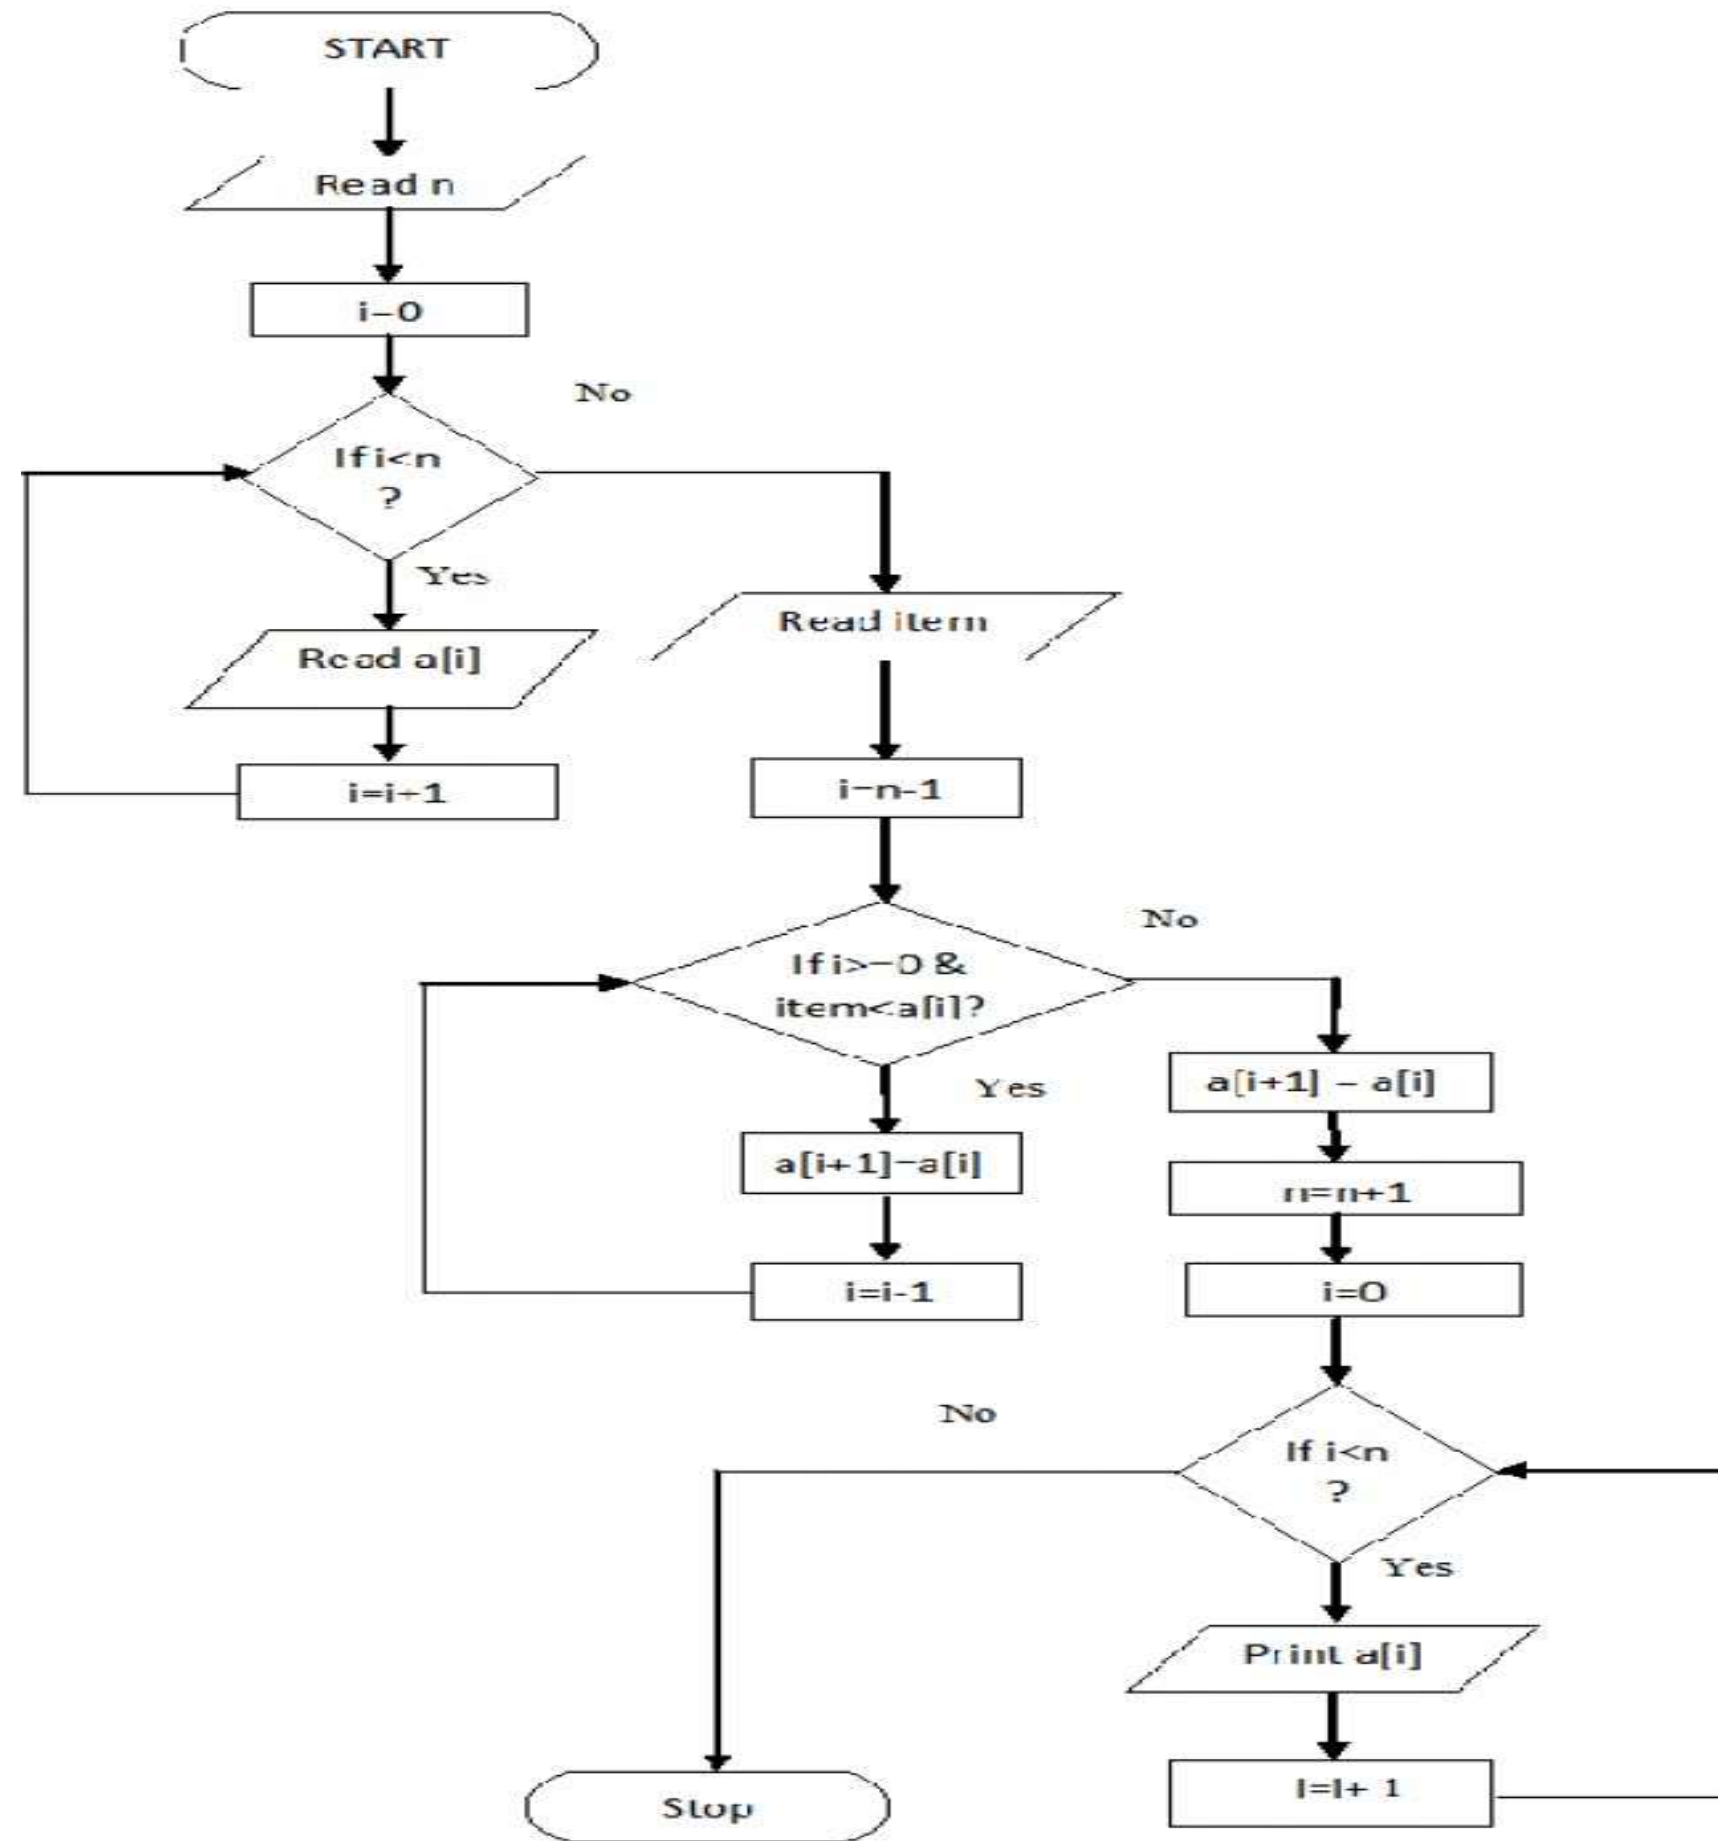 START
Read n
i=0
No
If i<n
?
Yes
Read a[i]
i=i+1
Read item
i=n-1
No
If i>=0 &
item<a[i]?
Yes
a[i+1]=a[i]
i=i-1
a[i+1] = a[i]
n=n+1
i=0
No
If i<n
?
Yes
Print a[i]
I=I+ 1
Stop